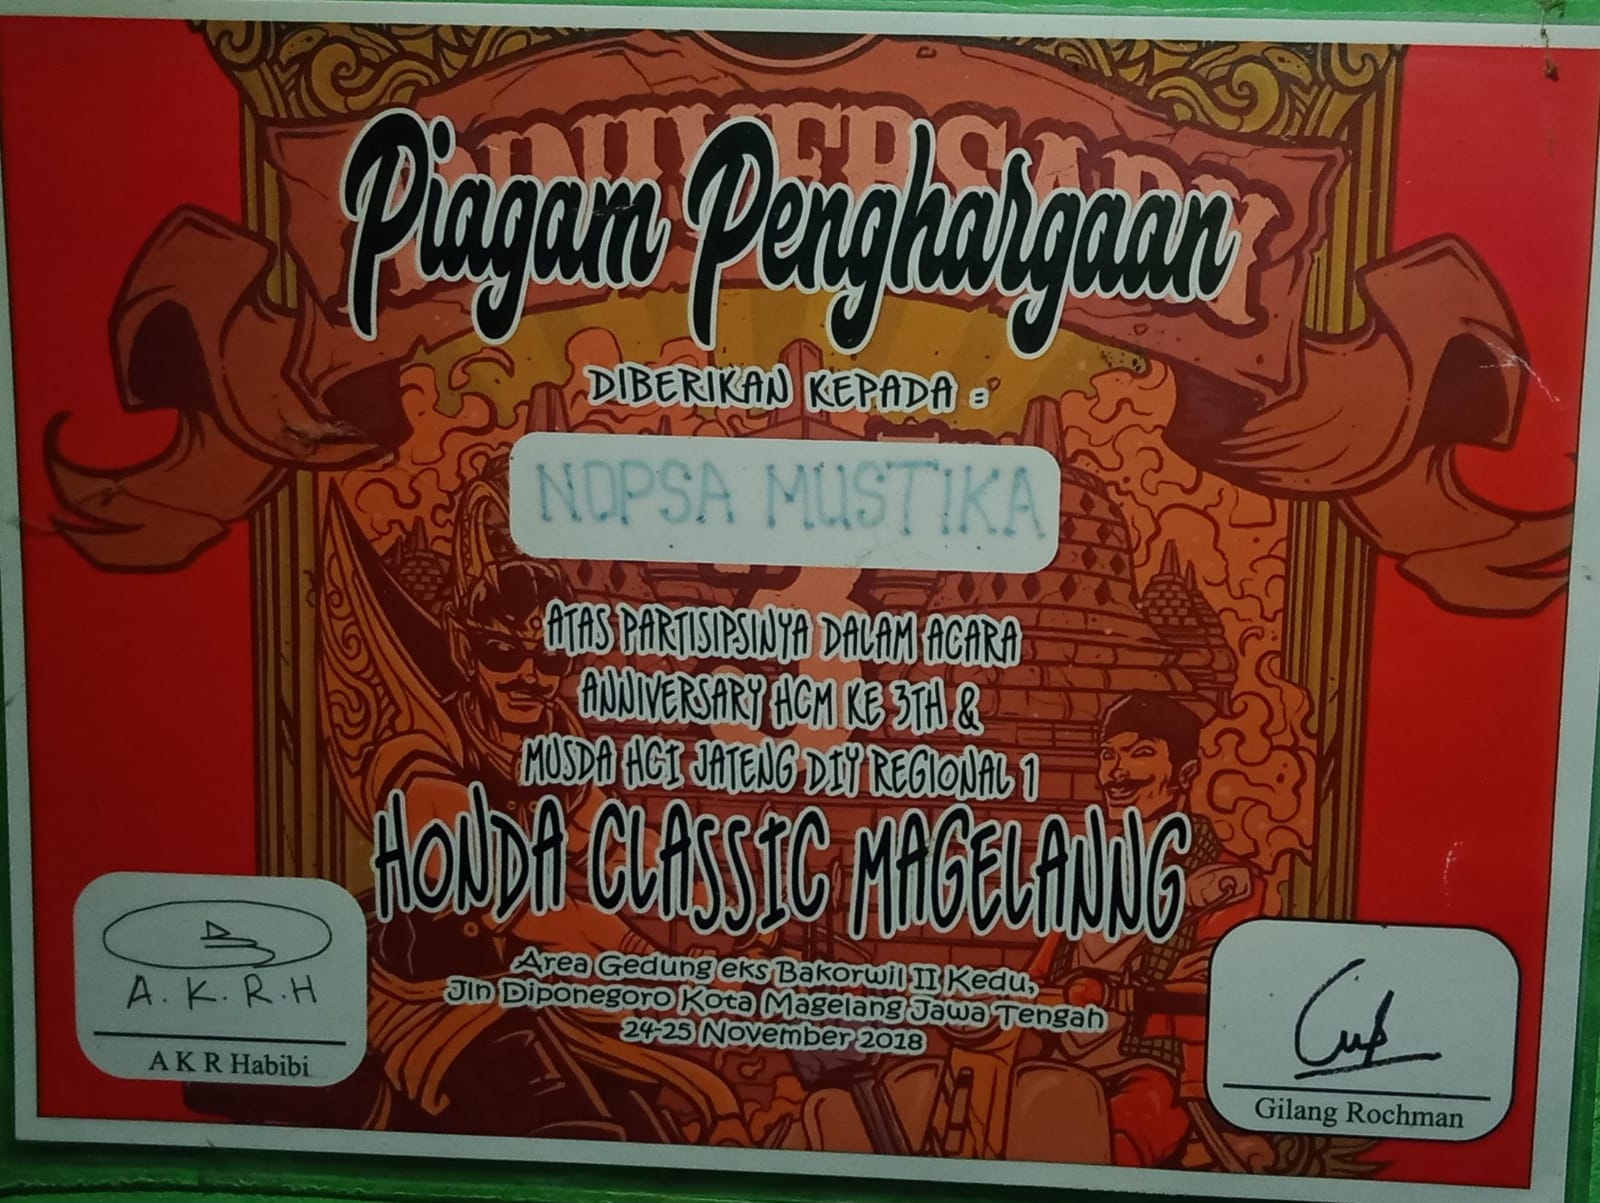 ANNIVERSARY
Piagam Penghargaan
DIBERIKAN KEPADA :
NOPSA MUSTIKA
ATAS PARTISIPSINYA DALAM ACARA
ANNIVERSARY HCM KE 3TH &
MUSDA HCI JATENG DIY REGIONAL 1
HONDA CLASSIC MAGELANNG
Area Gedung eks Bakorwil II Kedu,
Jln Diponegoro Kota Magelang Jawa Tengah
24-25 November 2018
A.K.R.H
A K R Habibi
Gilang Rochman